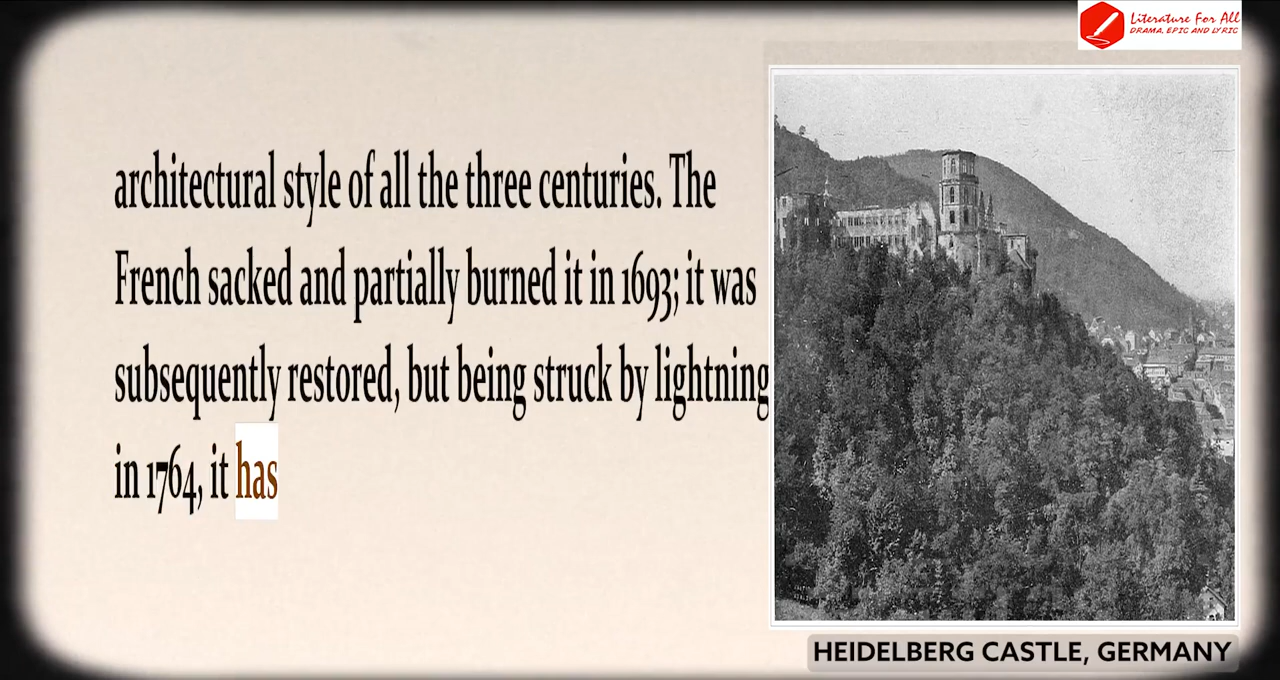 Literature For All
DRAMA, EPIC AND LYRIC
architectural style of all the three centuries. The
French sacked and partially burned it in 1693; it was
subsequently restored, but being struck by lightning
in 1764, it has
HEIDELBERG CASTLE, GERMANY